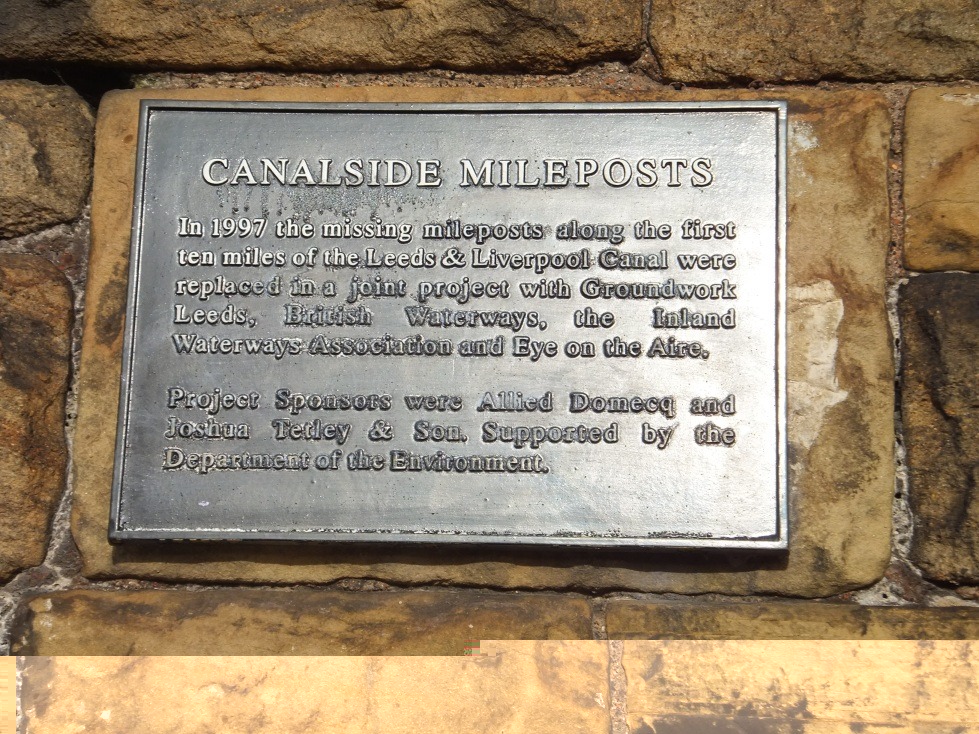 CANALSIDE MILEPOSTS
In 1997 the missing mileposts along the first
ten miles of the Leeds & Liverpool Canal were
replaced in a joint project with Groundwork
Leeds, British Waterways, the Inland
Waterways Association and Eye on the Aire.
Project Sponsors were Allied Domecq and
Joshua Tetley & Son. Supported by the
Department of the Environment.